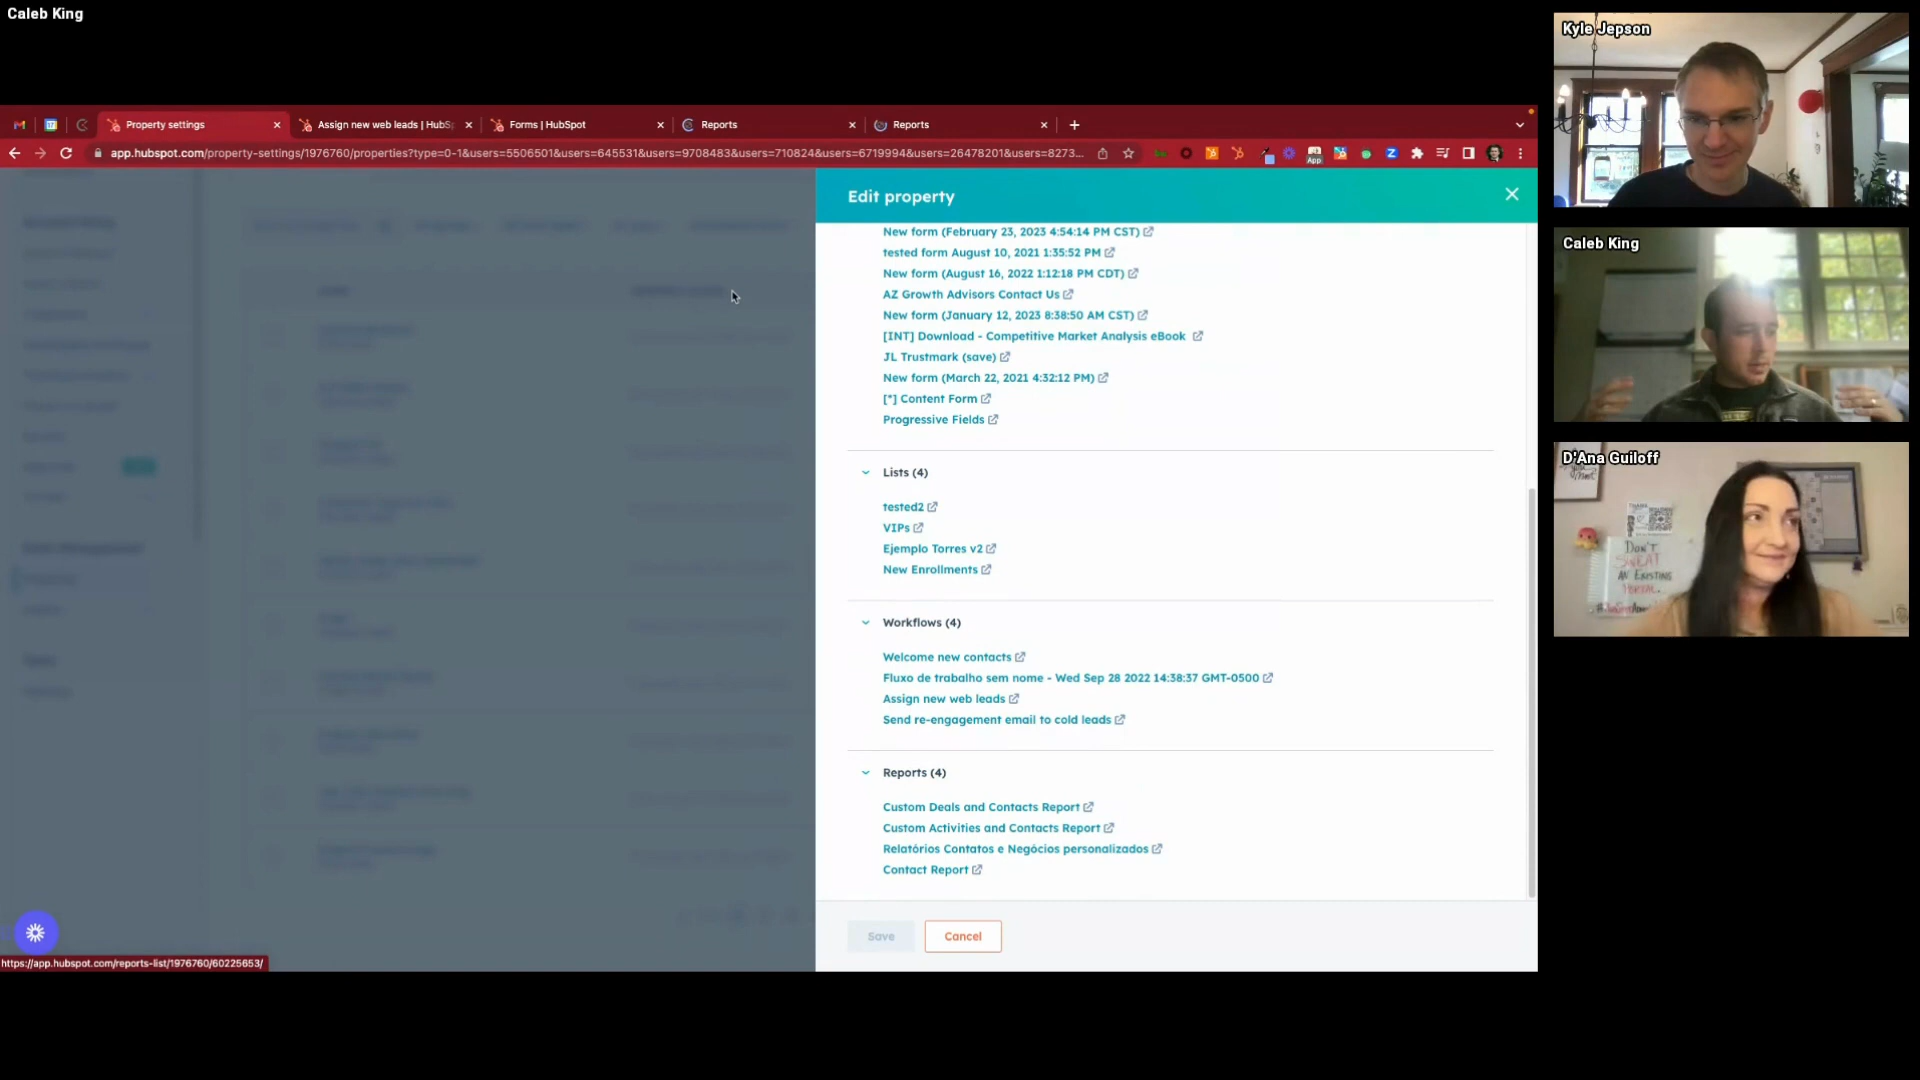 Caleb King
Property settings
Assign new web leads | HubS
Forms | HubSpot
Reports
Reports
app.hubspot.com/property-settings/1976760/properties?type=0-1&users=5506501&users=645531&users=9708483&users=710824&users=6719994&users=26478201&users=8273...
App
Edit property
New form (February 23, 2023 4:54:14 PM CST)
tested form August 10, 2021 1:35:52 PM
New form (August 16, 2022 1:12:18 PM CDT)
AZ Growth Advisors Contact Us
New form (January 12, 2023 8:38:50 AM CST)
[INT] Download - Competitive Market Analysis eBook
JL Trustmark (save)
New form (March 22, 2021 4:32:12 PM)
[*] Content Form
Progressive Fields
Lists (4)
tested2
VIPs
Ejemplo Torres v2
New Enrollments
Workflows (4)
Welcome new contacts
Fluxo de trabalho sem nome - Wed Sep 28 2022 14:38:37 GMT-0500
Assign new web leads
Send re-engagement email to cold leads
Reports (4)
Custom Deals and Contacts Report
Custom Activities and Contacts Report
Relatórios Contatos e Negócios personalizados
Contact Report
Save
Cancel
https://app.hubspot.com/reports-list/1976760/60225653/
Kyle Jepson
Caleb King
D'Ana Guiloff
Don't
SWEAT
AN EXISTING
PORTAL.